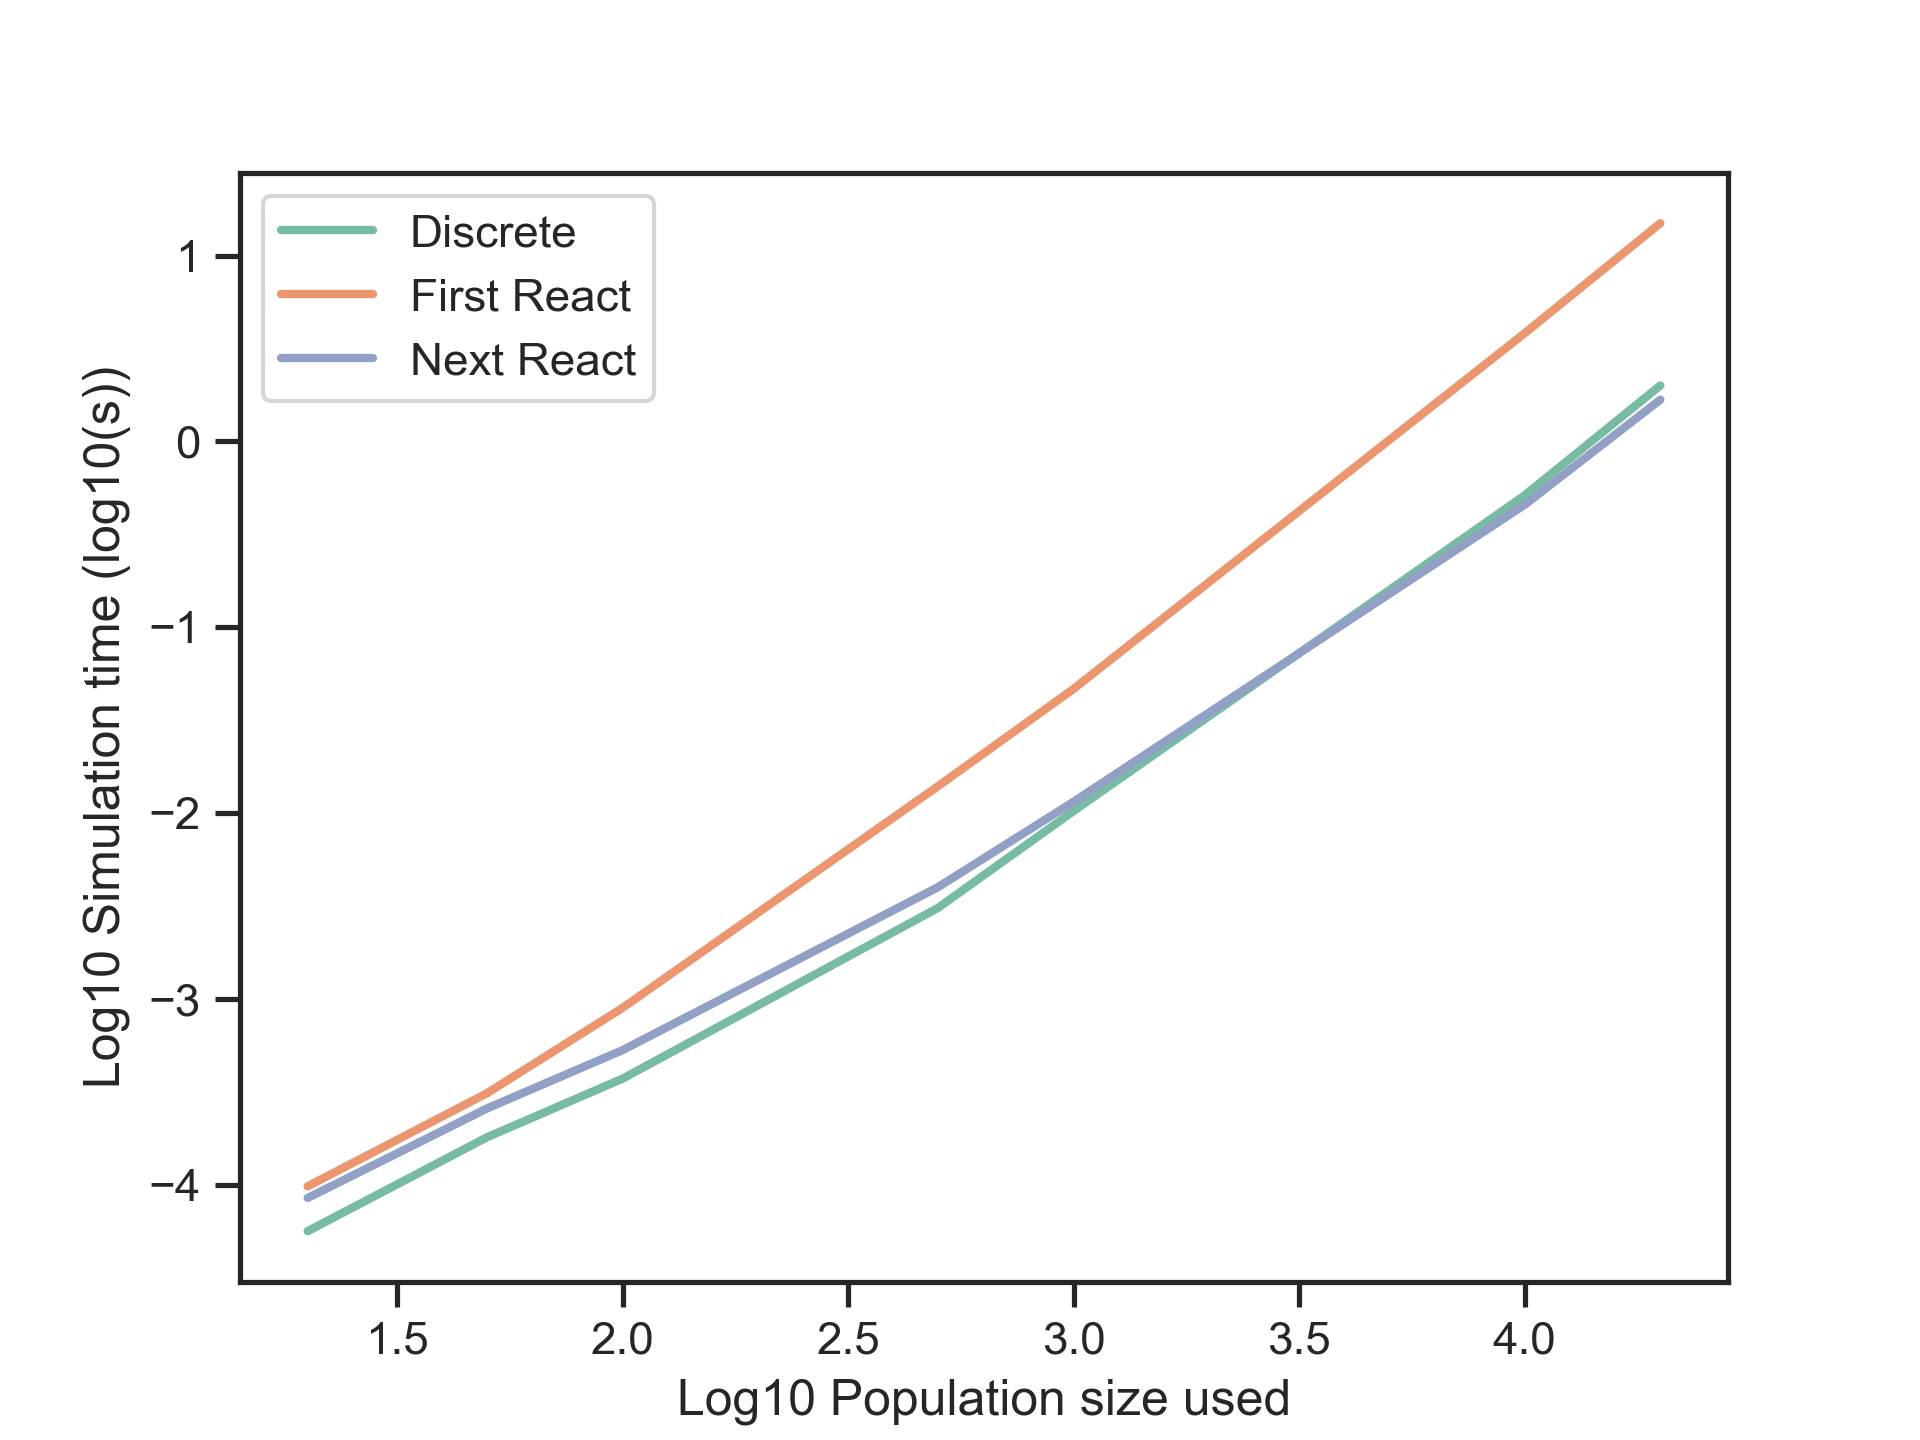 Discrete
First React
Next React
1
0
−1
−2
−3
−4
Log10 Simulation time (log10(s))
1.5 2.0 2.5 3.0 3.5 4.0
Log10 Population size used